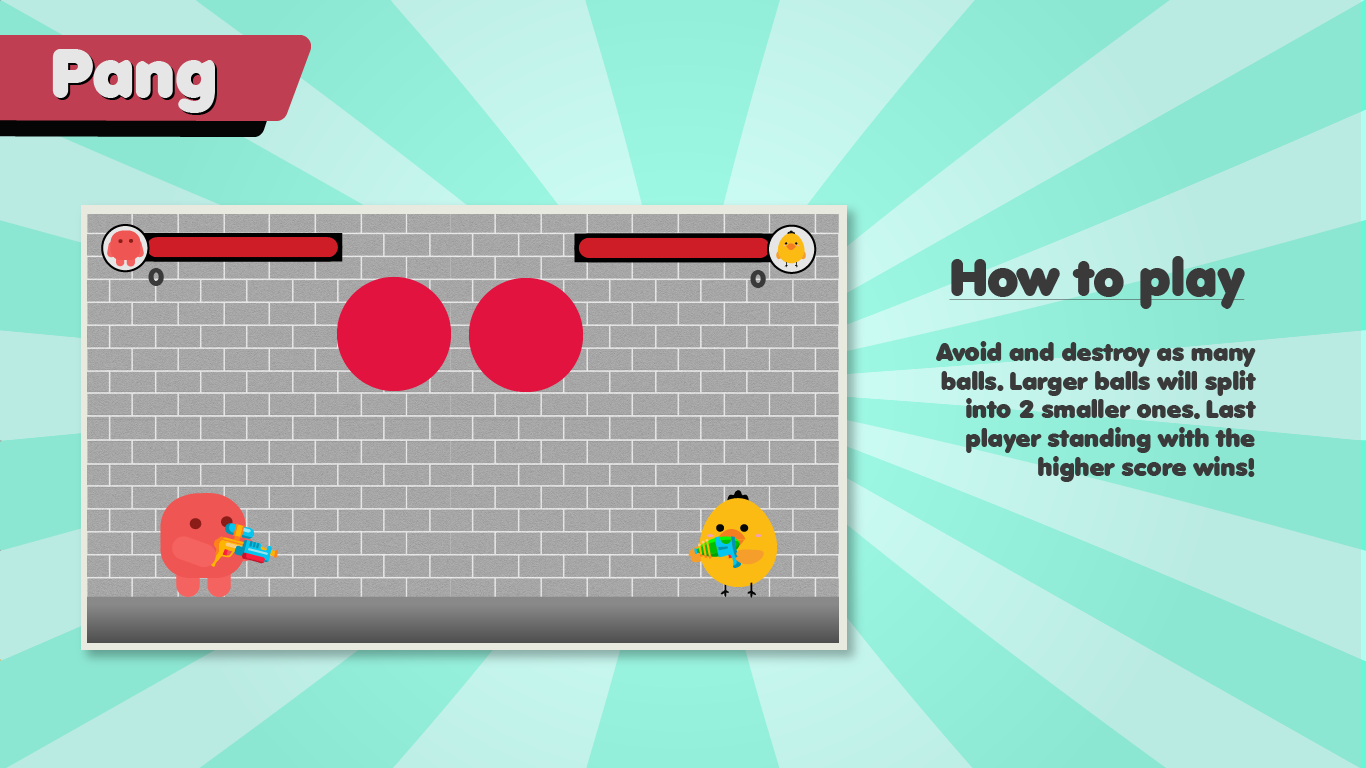 Pang
0
0
How to play
Avoid and destroy as many
balls. Larger balls will split
into 2 smaller ones. Last
player standing with the
higher score wins!